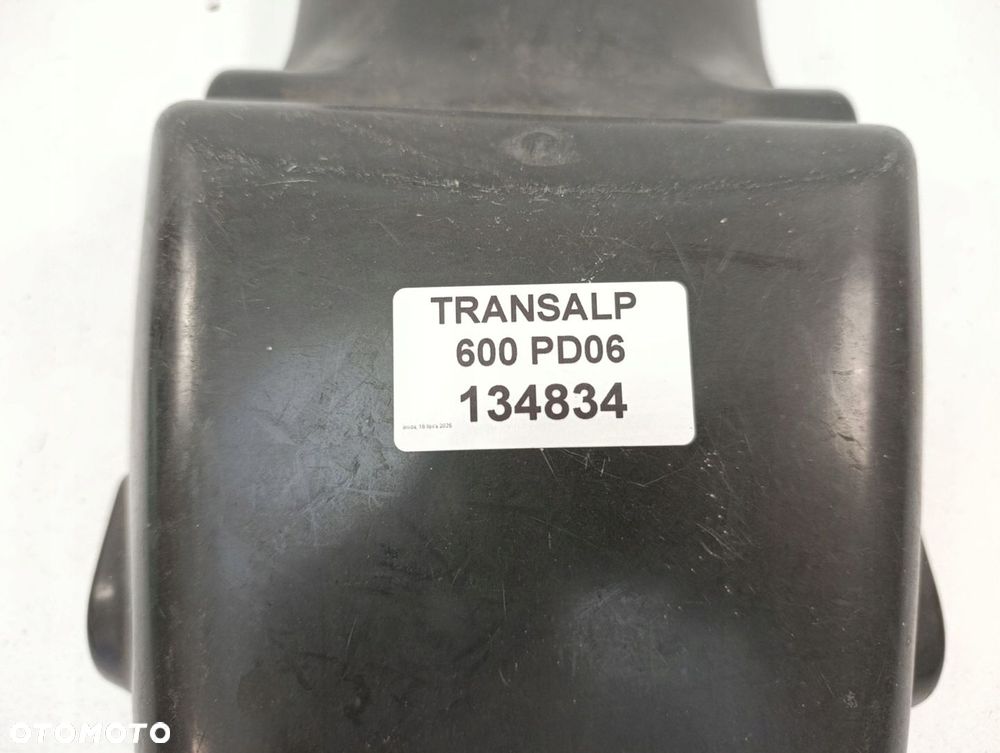 TRANSALP
600 PD06
134834
OTOMOTO